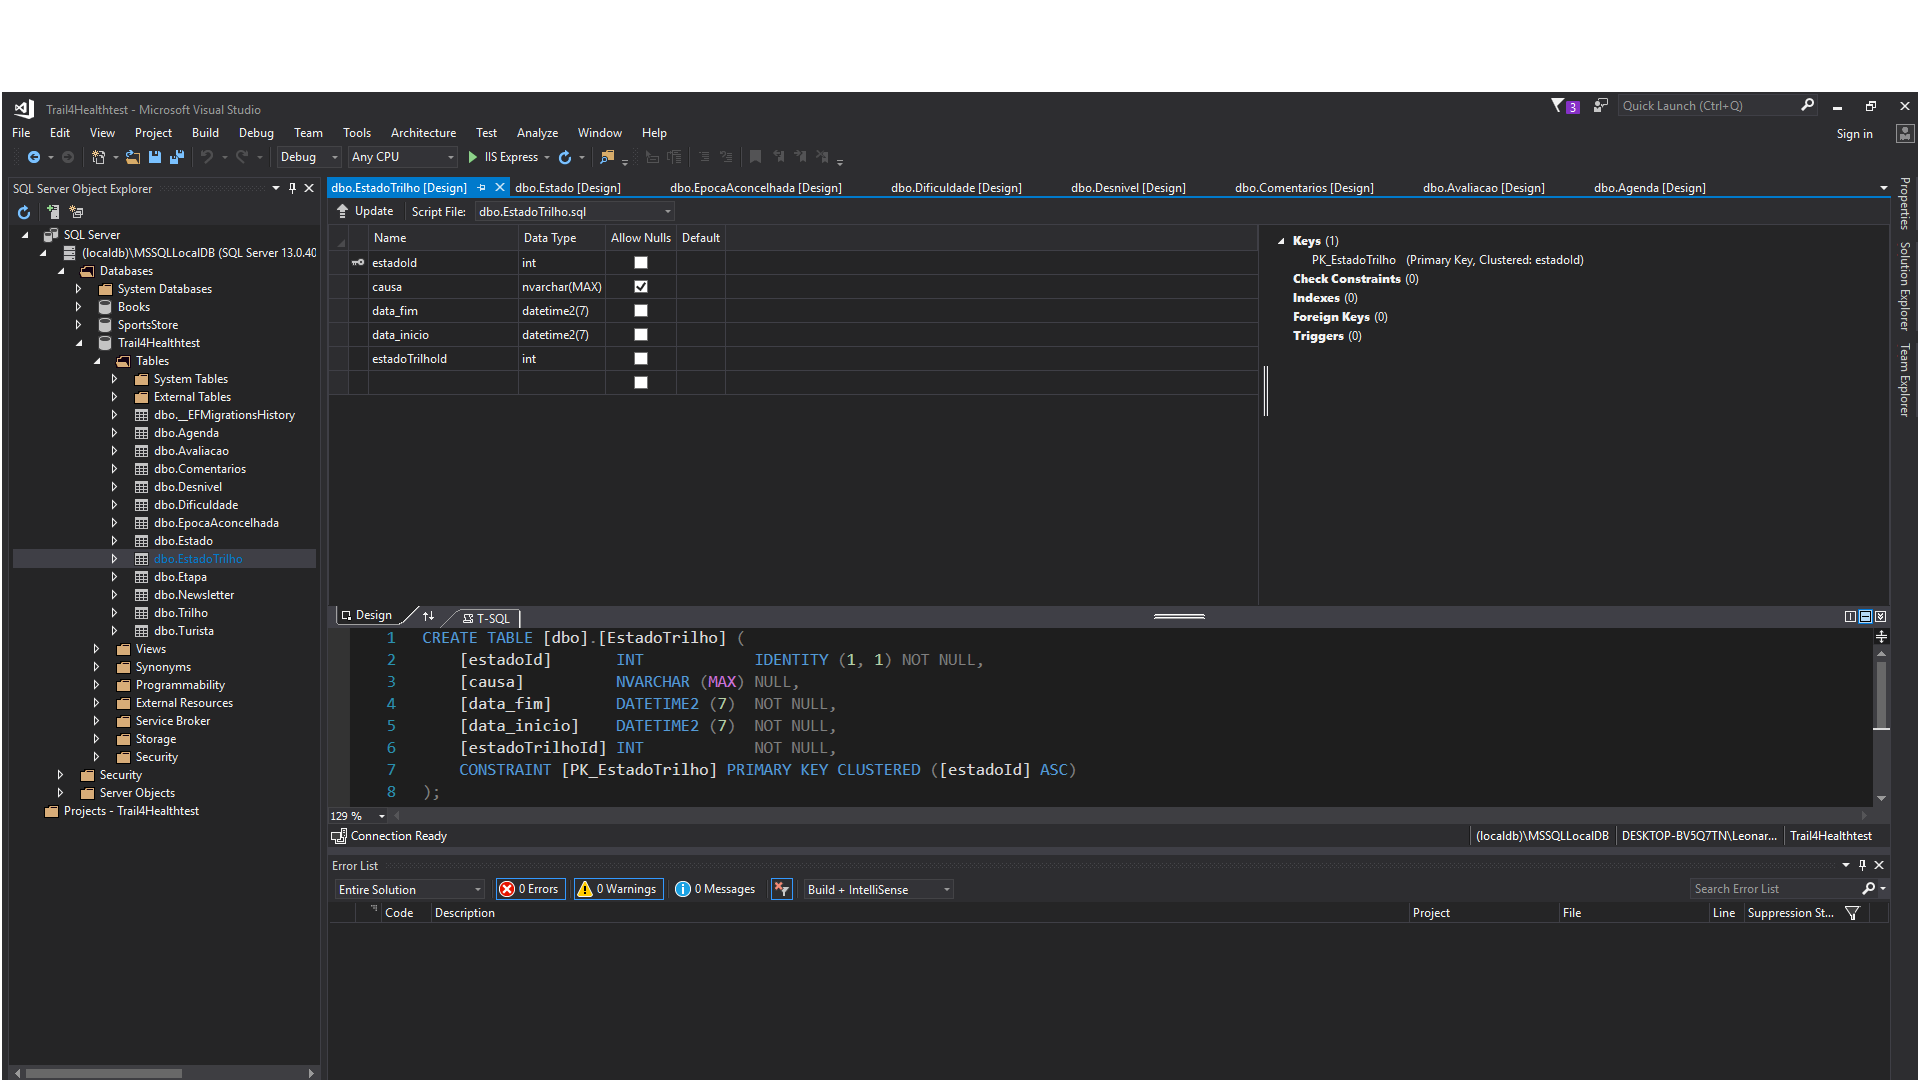 Trail4Healthtest - Microsoft Visual Studio
3
Quick Launch (Ctrl+Q)
File Edit View Project Build Debug Team Tools Architecture Test Analyze Window Help
Sign in
Debug Any CPU IIS Express
SQL Server Object Explorer
SQL Server
(localdb)\MSSQLLocalDB (SQL Server 13.0.40
Databases
System Databases
Books
SportsStore
Trail4Healthtest
Tables
System Tables
External Tables
dbo.__EFMigrationsHistory
dbo.Agenda
dbo.Avaliacao
dbo.Comentarios
dbo.Desnivel
dbo.Dificuldade
dbo.EpocaAconcelhada
dbo.Estado
dbo.EstadoTrilho
dbo.Etapa
dbo.Newsletter
dbo.Trilho
dbo.Turista
Views
Synonyms
Programmability
External Resources
Service Broker
Storage
Security
Security
Server Objects
Projects - Trail4Healthtest
dbo.EstadoTrilho [Design] dbo.Estado [Design] dbo.EpocaAconcelhada [Design] dbo.Dificuldade [Design] dbo.Desnivel [Design] dbo.Comentarios [Design] dbo.Avaliacao [Design] dbo.Agenda [Design]
Update Script File: dbo.EstadoTrilho.sql
Name Data Type Allow Nulls Default
estadoId int
causa nvarchar(MAX)
data_fim datetime2(7)
data_inicio datetime2(7)
estadoTrilhoId int
Keys (1)
PK_EstadoTrilho (Primary Key, Clustered: estadoId)
Check Constraints (0)
Indexes (0)
Foreign Keys (0)
Triggers (0)
Properties
Solution Explorer
Team Explorer
Design T-SQL
1 CREATE TABLE [dbo].[EstadoTrilho] (
2 [estadoId] INT IDENTITY (1, 1) NOT NULL,
3 [causa] NVARCHAR (MAX) NULL,
4 [data_fim] DATETIME2 (7) NOT NULL,
5 [data_inicio] DATETIME2 (7) NOT NULL,
6 [estadoTrilhoId] INT NOT NULL,
7 CONSTRAINT [PK_EstadoTrilho] PRIMARY KEY CLUSTERED ([estadoId] ASC)
8 );
129 %
Connection Ready
(localdb)\MSSQLLocalDB DESKTOP-BV5Q7TN\Leonar... Trail4Healthtest
Error List
Entire Solution 0 Errors 0 Warnings 0 Messages Build + IntelliSense
Search Error List
Code Description Project File Line Suppression St...